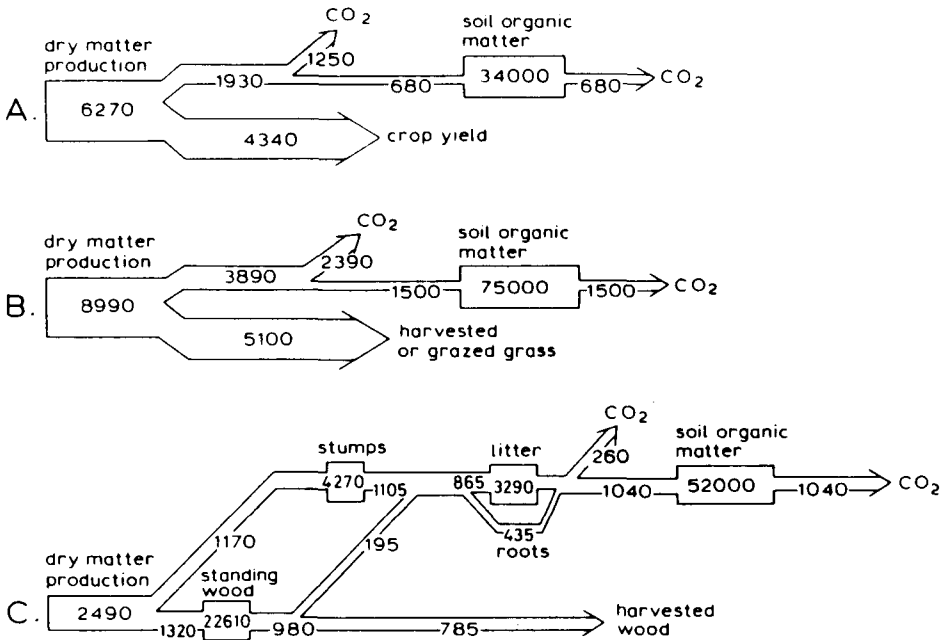 CO2
soil organic
matter
dry matter
production
1250
34000
CO2
1930
680
680
A.
6270
4340
crop yield
CO2
soil organic
matter
dry matter
production
2390
3890
75000
CO2
1500
1500
B.
8990
5100
harvested
or grazed grass
CO2
stumps
litter
soil organic
matter
260
4270
1105
865
3290
1040
52000
1040
CO2
435
roots
1170
195
dry matter
production
standing
wood
C.
2490
1320
22610
980
785
harvested
wood